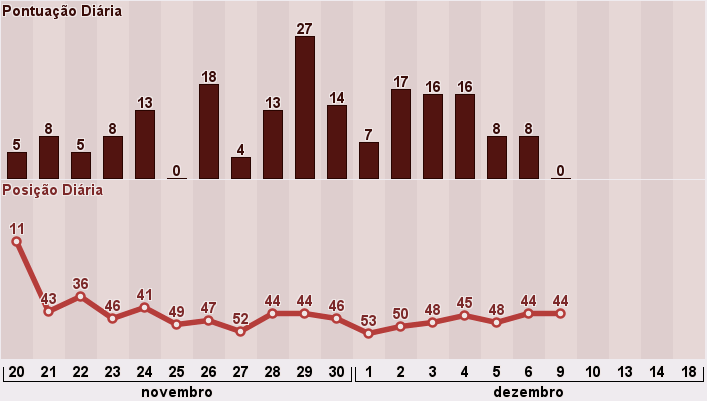 Pontuação Diária
5 8 5 8 13 0 18 4 13 27 14 7 17 16 16 8 8 0
Posição Diária
11 43 36 46 41 49 47 52 44 44 46 53 50 48 45 48 44 44
20 21 22 23 24 25 26 27 28 29 30 1 2 3 4 5 6 9 10 13 14 18
novembro dezembro